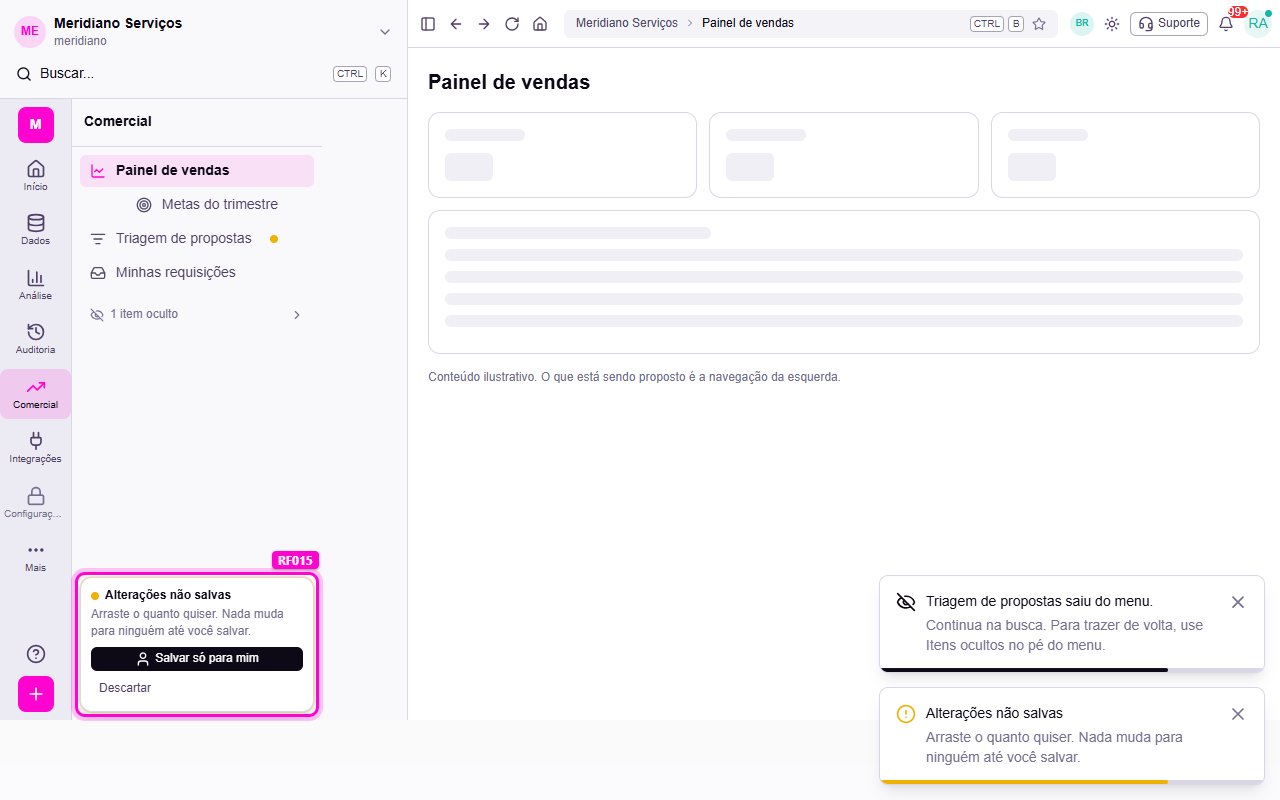 ME
Meridiano Serviços
meridiano
Buscar...
CTRL K
M
Início
Dados
Análise
Auditoria
Comercial
Integrações
Configuraç...
Mais
Comercial
Painel de vendas
Metas do trimestre
Triagem de propostas
Minhas requisições
1 item oculto
RF015
Alterações não salvas
Arraste o quanto quiser. Nada muda
para ninguém até você salvar.
Salvar só para mim
Descartar
Meridiano Serviços > Painel de vendas
CTRL B
BR
Suporte
99+
RA
Painel de vendas
Conteúdo ilustrativo. O que está sendo proposto é a navegação da esquerda.
Triagem de propostas saiu do menu.
Continua na busca. Para trazer de volta, use
Itens ocultos no pé do menu.
Alterações não salvas
Arraste o quanto quiser. Nada muda para
ninguém até você salvar.